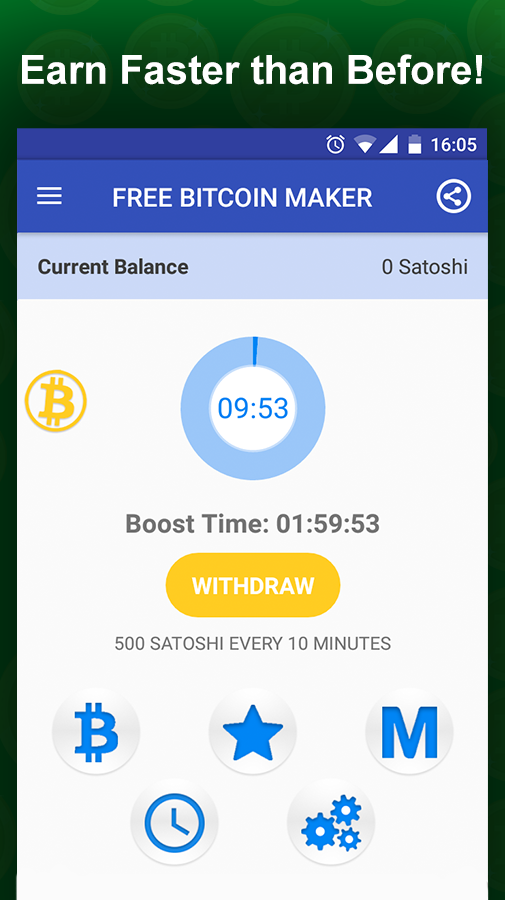 Earn Faster than Before!
16:05
FREE BITCOIN MAKER
Current Balance 0 Satoshi
09:53
Boost Time: 01:59:53
WITHDRAW
500 SATOSHI EVERY 10 MINUTES
M